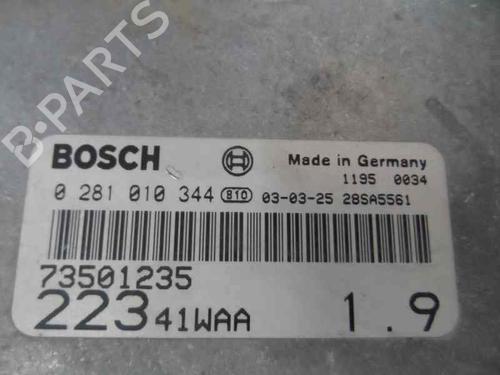 B-PARTS
BOSCH Made in Germany
1195 0034
0 281 010 344 810 03-03-25 28SA5561
73501235
22341WAA 1.9